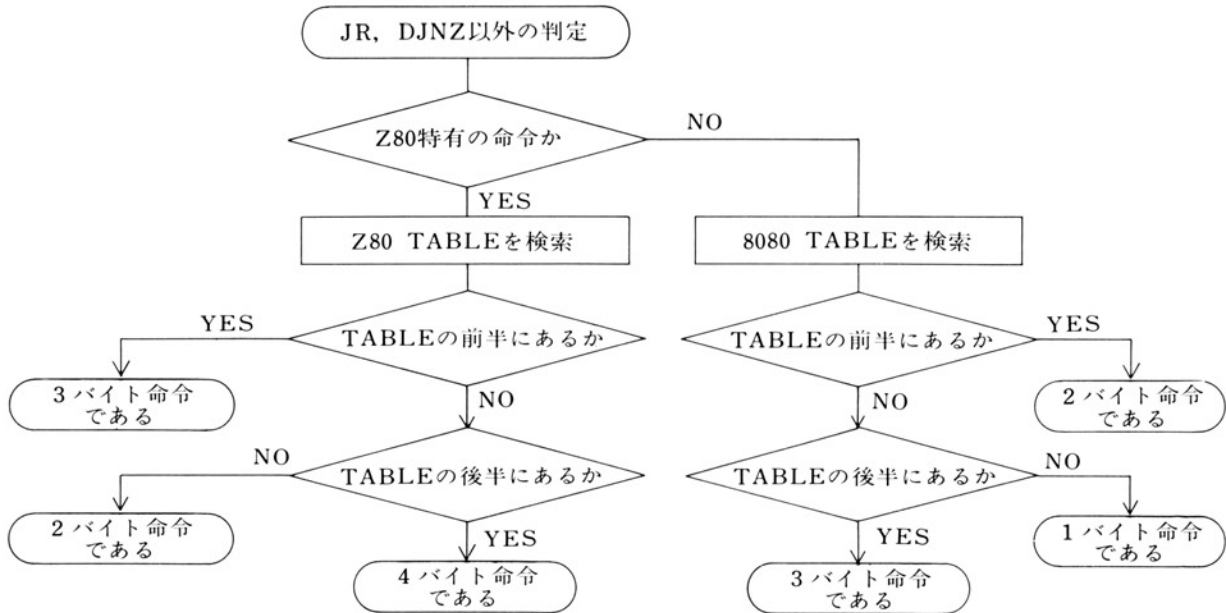 JR, DJNZ以外の判定
Z80特有の命令か
NO
YES
Z80 TABLEを検索
8080 TABLEを検索
YES
TABLEの前半にあるか
TABLEの前半にあるか
YES
3バイト命令
である
NO
NO
2バイト命令
である
NO
TABLEの後半にあるか
TABLEの後半にあるか
NO
2バイト命令
である
YES
YES
1バイト命令
である
4バイト命令
である
3バイト命令
である